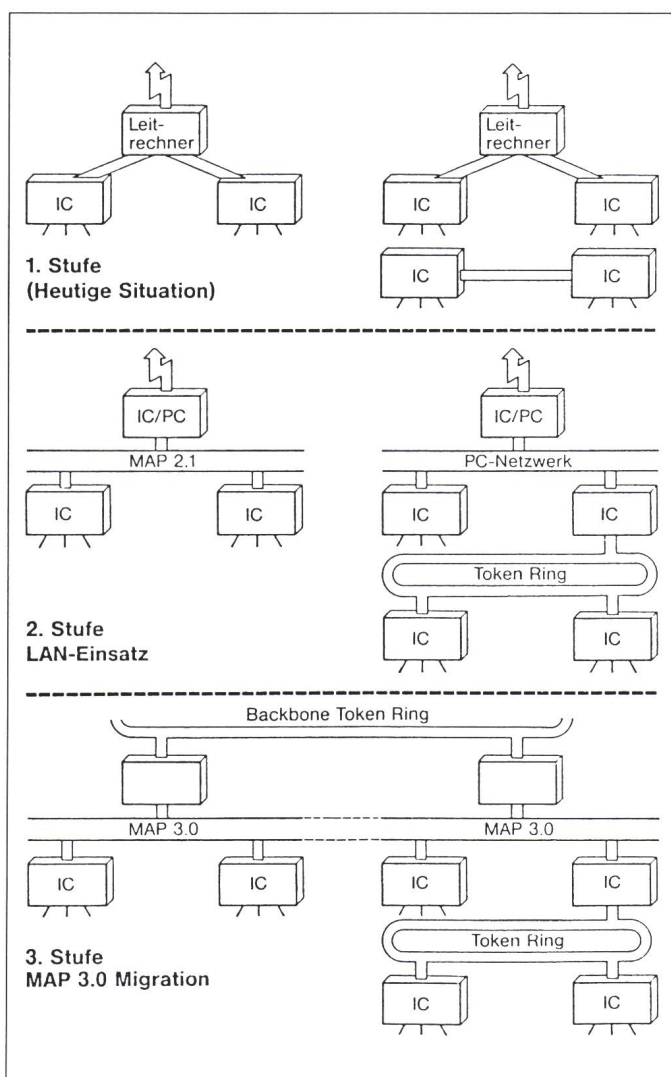 Leit-
rechner
Leit-
rechner
IC
IC
IC
IC
IC
IC
1. Stufe
(Heutige Situation)
IC/PC
IC/PC
MAP 2.1
PC-Netzwerk
IC
IC
IC
IC
Token Ring
IC
IC
2. Stufe
LAN-Einsatz
Backbone Token Ring
MAP 3.0
MAP 3.0
IC
IC
IC
IC
Token Ring
IC
IC
3. Stufe
MAP 3.0 Migration